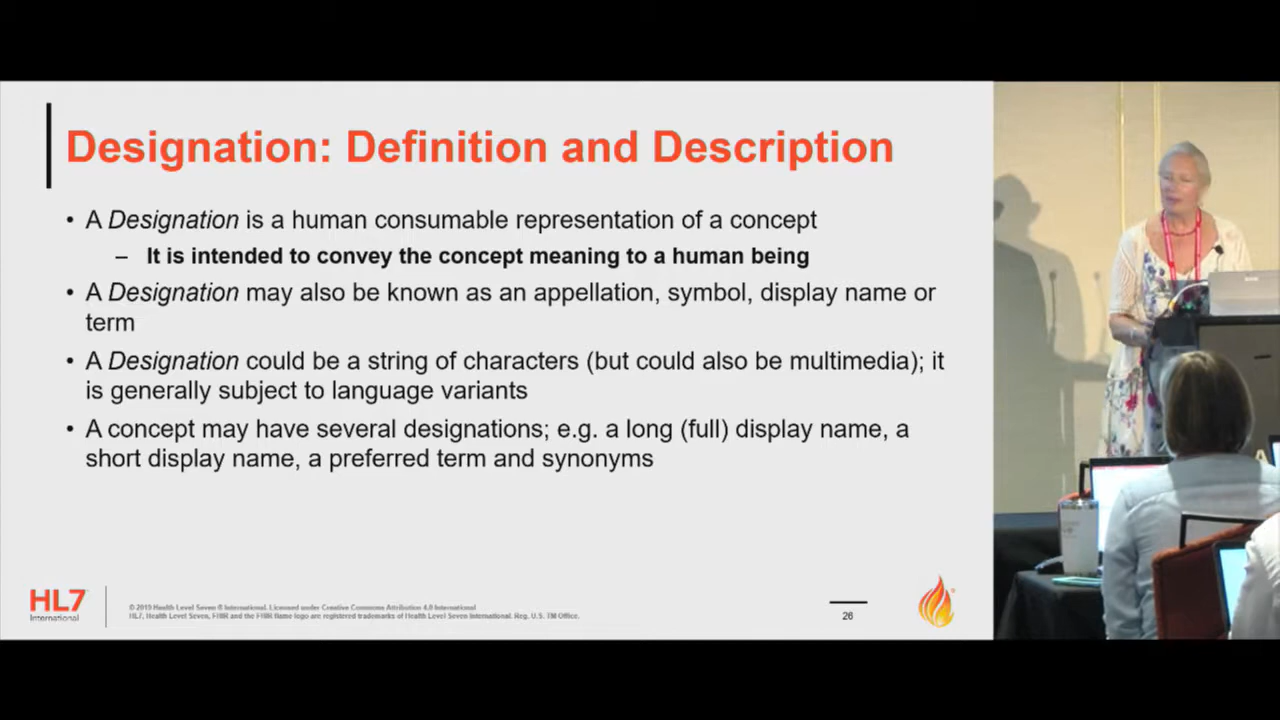 Designation: Definition and Description
• A Designation is a human consumable representation of a concept
– It is intended to convey the concept meaning to a human being
• A Designation may also be known as an appellation, symbol, display name or
term
• A Designation could be a string of characters (but could also be multimedia); it
is generally subject to language variants
• A concept may have several designations; e.g. a long (full) display name, a
short display name, a preferred term and synonyms
HL7
International
© 2019 Health Level Seven ® International. Licensed under Creative Commons Attribution 4.0 International
HL7, Health Level Seven, FHIR and the FHIR flame logo are registered trademarks of Health Level Seven International. Reg. U.S. TM Office.
26